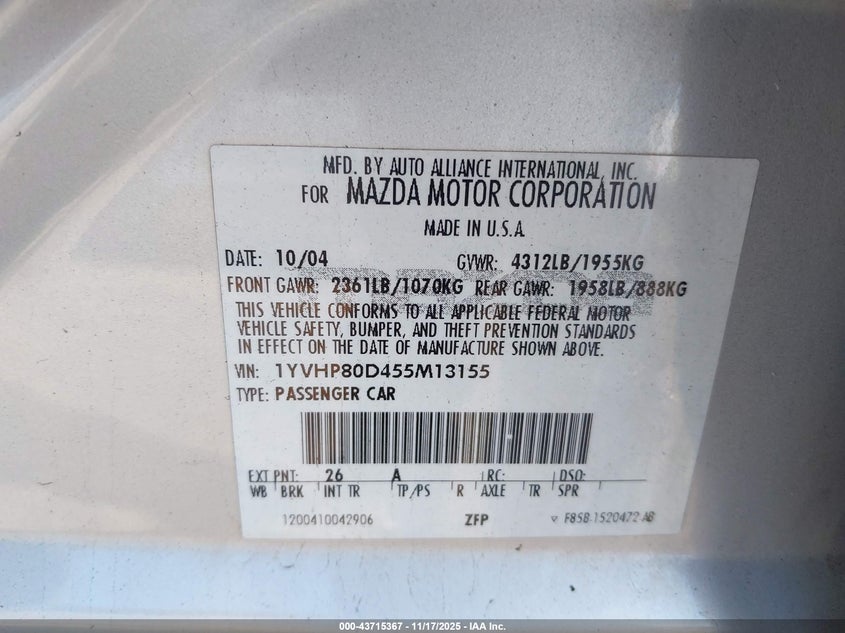 MFD. BY AUTO ALLIANCE INTERNATIONAL, INC.
FOR MAZDA MOTOR CORPORATION
MADE IN U.S.A.
DATE: 10/04 GVWR: 4312LB/1955KG
FRONT GAWR: 2361LB/1070KG REAR GAWR: 1958LB/888KG
THIS VEHICLE CONFORMS TO ALL APPLICABLE FEDERAL MOTOR
VEHICLE SAFETY, BUMPER, AND THEFT PREVENTION STANDARDS
IN EFFECT ON THE DATE OF MANUFACTURE SHOWN ABOVE.
VIN: 1YVHP80D455M13155
TYPE: PASSENGER CAR
EXT PNT: 26 A RC: DSO:
WB BRK INT TR TP/PS R AXLE TR SPR
1200410042906 ZFP F85B-1520472-AB
000-43715367 - 11/17/2025 - IAA Inc.